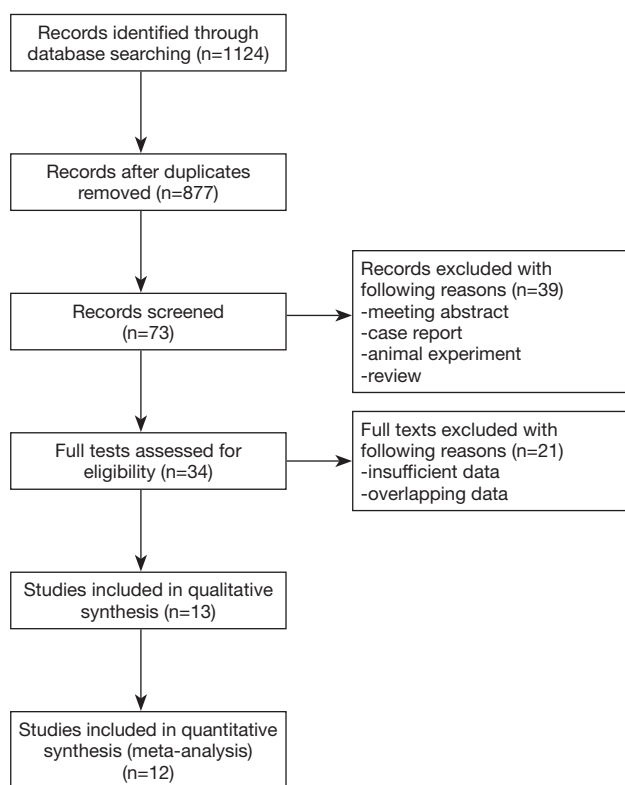 Records identified through
database searching (n=1124)
Records after duplicates
removed (n=877)
Records screened
(n=73)
Records excluded with
following reasons (n=39)
-meeting abstract
-case report
-animal experiment
-review
Full tests assessed for
eligibility (n=34)
Full texts excluded with
following reasons (n=21)
-insufficient data
-overlapping data
Studies included in qualitative
synthesis (n=13)
Studies included in quantitative
synthesis (meta-analysis)
(n=12)